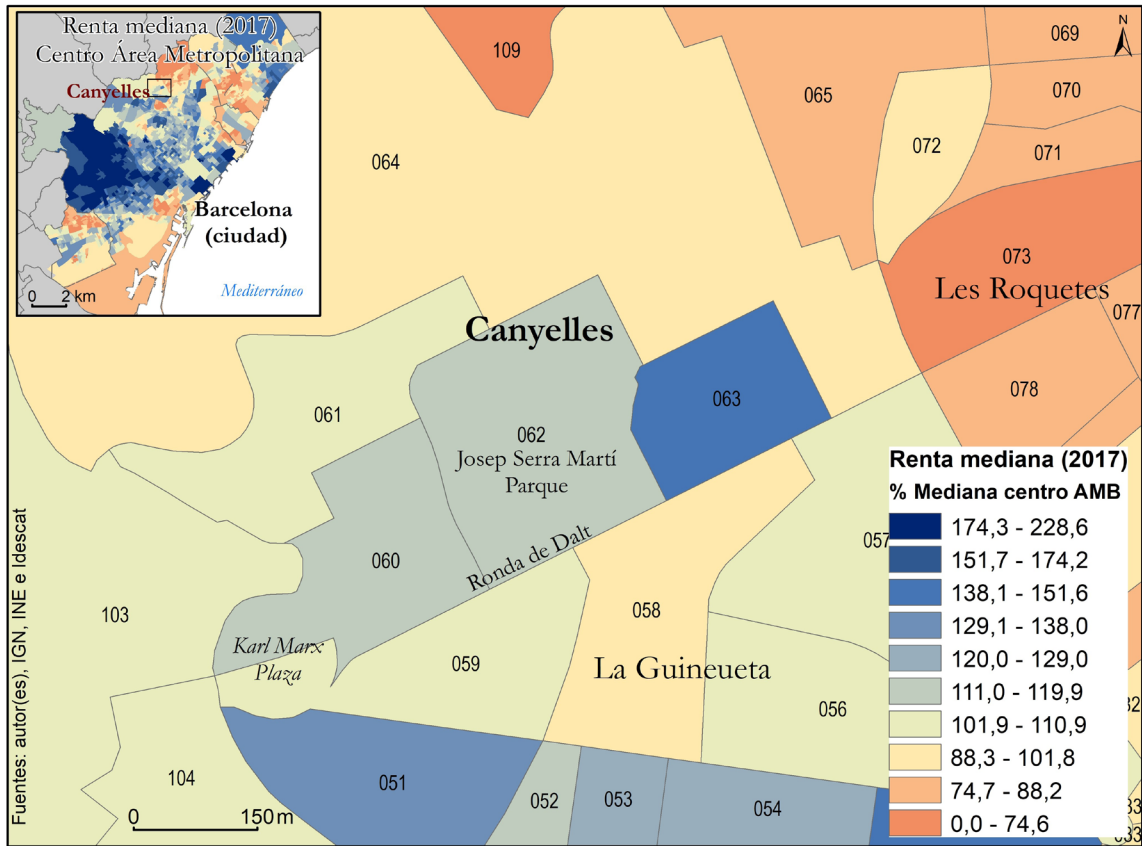 Renta mediana (2017)
Centro Área Metropolitana
Canyelles
Barcelona
(ciudad)
Mediterráneo
0 2 km
N
109
069
065
070
072
064
071
073
Les Roquetes
077
Canyelles
078
063
061
062
Josep Serra Martí
Parque
Ronda de Dalt
057
060
058
103
Karl Marx
Plaza
059
La Guineueta
056
104
051
052
053
054
0 150 m
Renta mediana (2017)
% Mediana centro AMB
174,3 - 228,6
151,7 - 174,2
138,1 - 151,6
129,1 - 138,0
120,0 - 129,0
111,0 - 119,9
101,9 - 110,9
88,3 - 101,8
74,7 - 88,2
0,0 - 74,6
Fuentes: autor(es), IGN, INE e Idescat